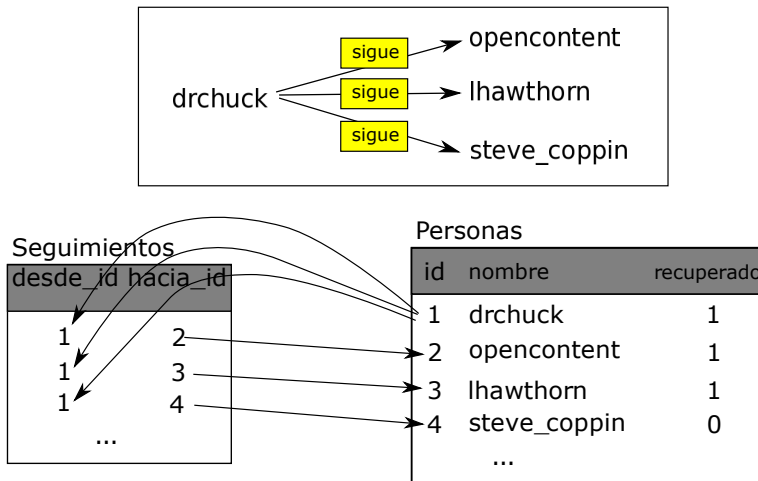 sigue
opencontent
drchuck
sigue
lhawthorn
sigue
steve_coppin
Seguimientos
desde_id hacia_id
1 2
1 3
1 4
...
Personas
id nombre recuperado
1 drchuck 1
2 opencontent 1
3 lhawthorn 1
4 steve_coppin 0
...